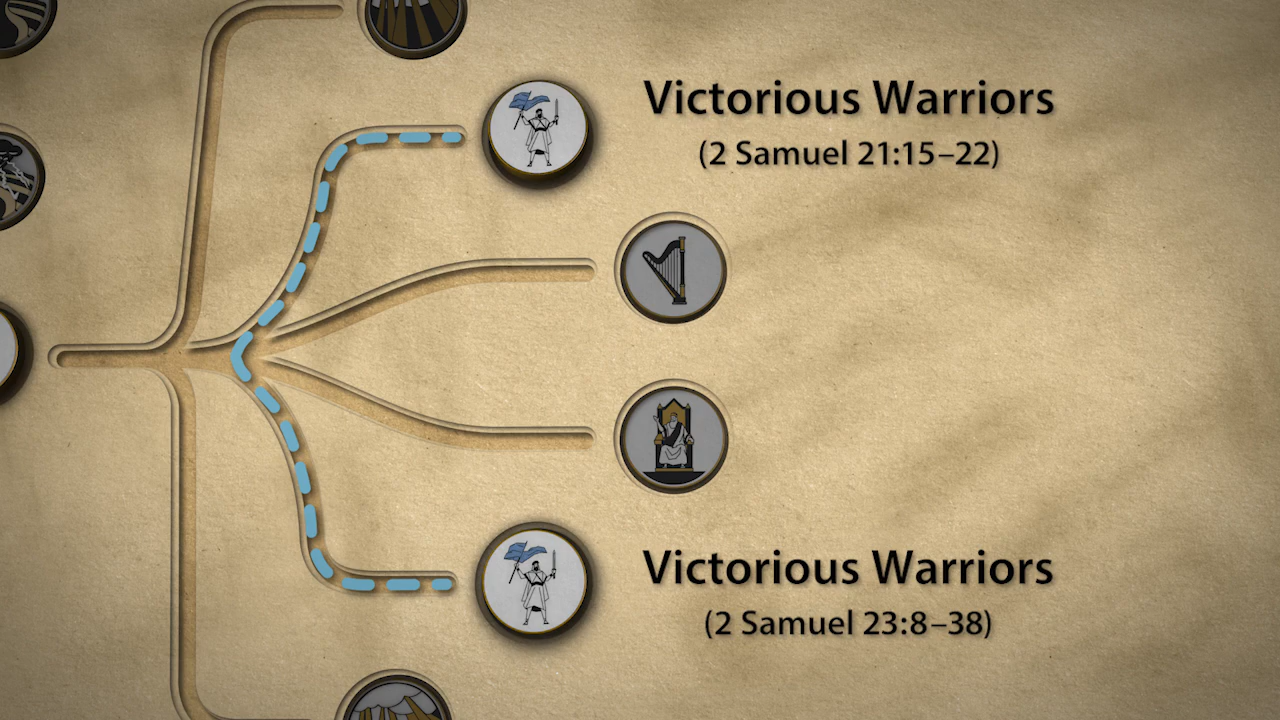 Victorious Warriors
(2 Samuel 21:15–22)
Victorious Warriors
(2 Samuel 23:8–38)